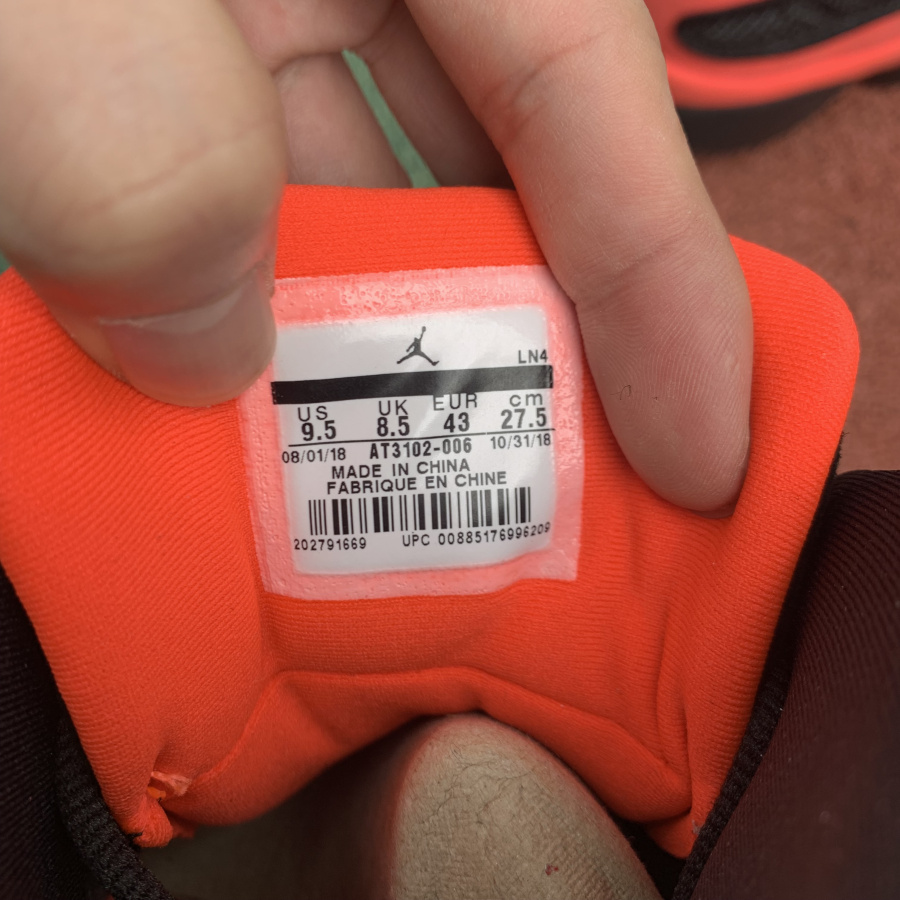 LN4
US UK EUR cm
9.5 8.5 43 27.5
08/01/18 AT3102-006 10/31/18
MADE IN CHINA
FABRIQUE EN CHINE
202791669 UPC 00885176996209